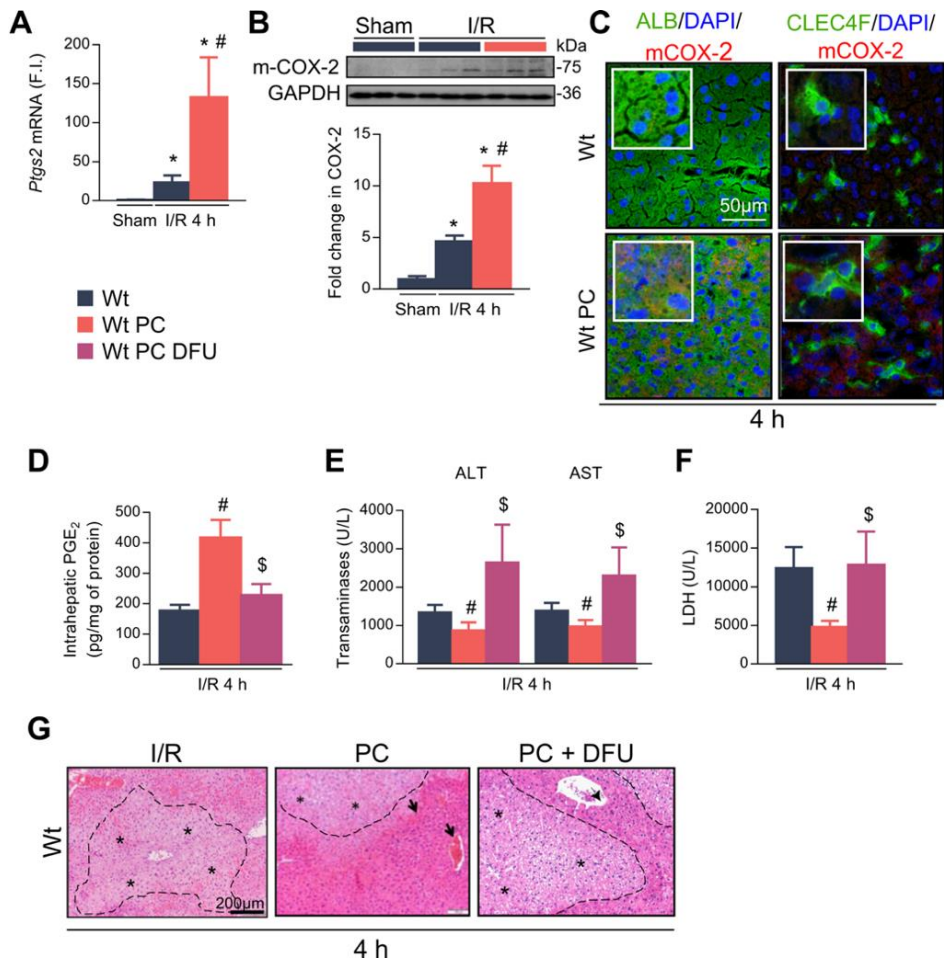 A
Ptgs2 mRNA (F.I.)
200
150
100
50
0
*
* #
Sham I/R 4 h
Wt
Wt PC
Wt PC DFU
B
Sham I/R
kDa
m-COX-2
-75
GAPDH
-36
Fold change in COX-2
15
10
5
0
*
* #
Sham I/R 4 h
C
ALB/DAPI/
mCOX-2
CLEC4F/DAPI/
mCOX-2
Wt
50µm
Wt PC
4 h
D
Intrahepatic PGE2
(pg/mg of protein)
500
400
300
200
100
0
#
$
I/R 4 h
E
ALT AST
Transaminases (U/L)
4000
3000
2000
1000
0
#
$
#
$
I/R 4 h
F
LDH (U/L)
20000
15000
10000
5000
0
#
$
I/R 4 h
G
I/R PC PC + DFU
Wt
* * * *
200µm
* *
* * *
4 h